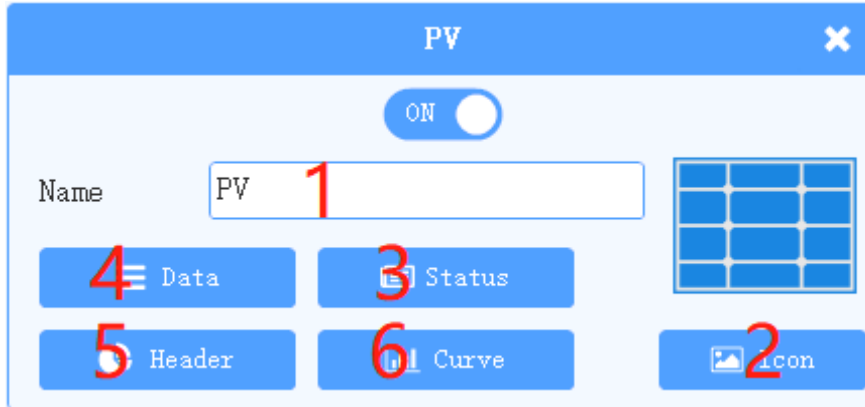 PV
ON
Name PV 1
4 Data 3 Status
5 Header 6 Curve 2 Icon